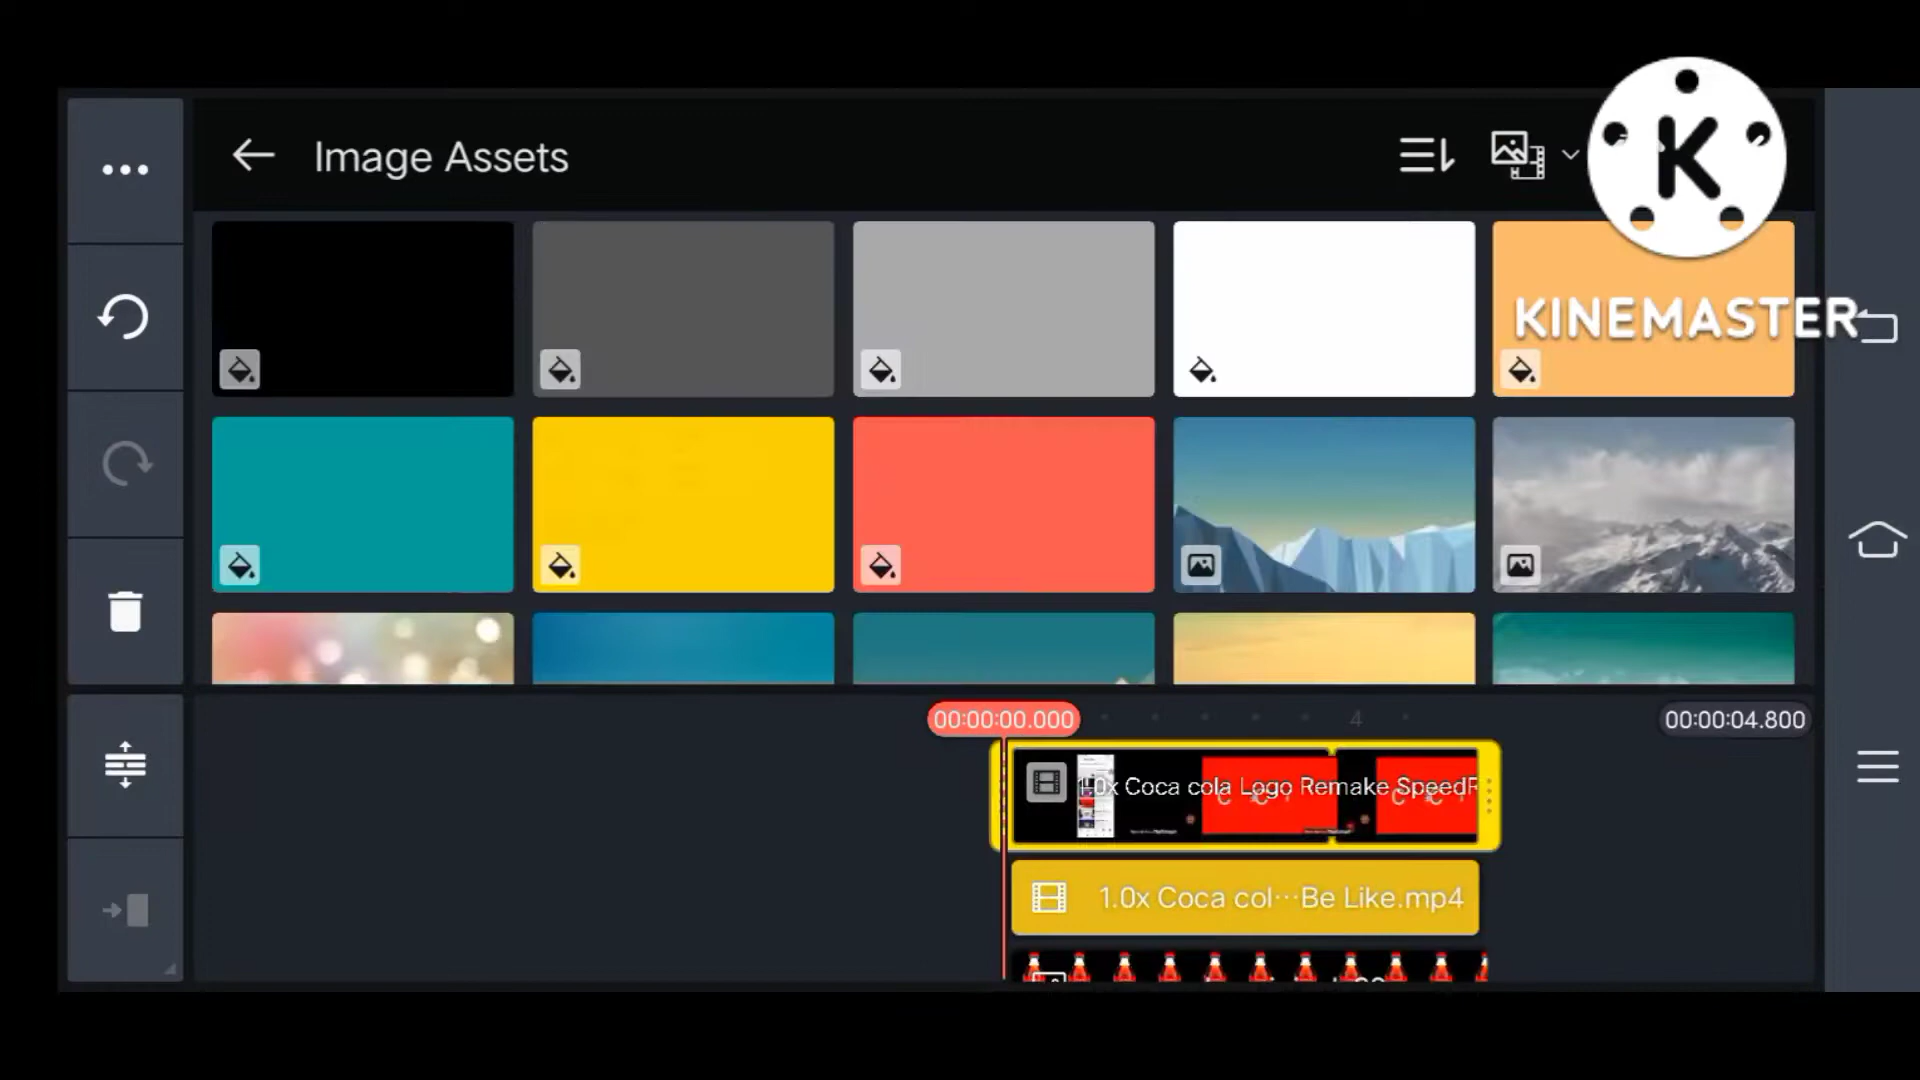 Image Assets
K
KINEMASTER
00:00:00.000
4
00:00:04.800
1.0x Coca cola Logo Remake SpeedR
1.0x Coca col···Be Like.mp4